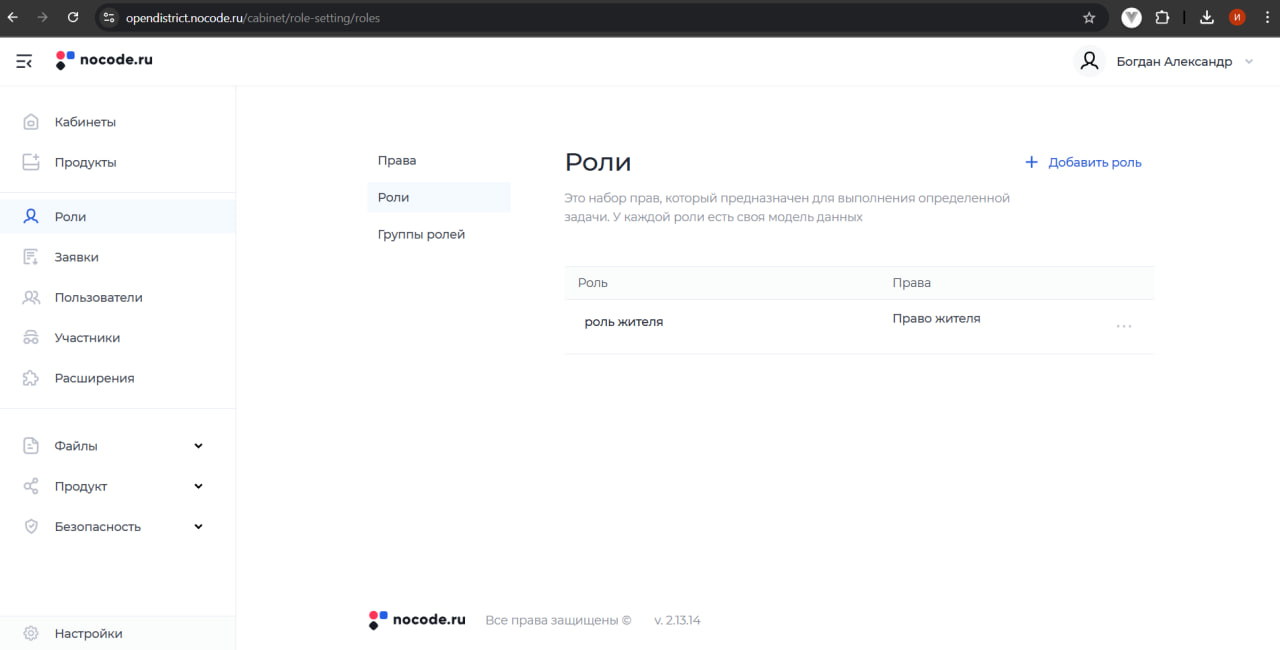 opendistrict.nocode.ru/cabinet/role-setting/roles
И
nocode.ru
Богдан Александр
Кабинеты
Продукты
Роли
Заявки
Пользователи
Участники
Расширения
Файлы
Продукт
Безопасность
Настройки
Права
Роли
Группы ролей
Роли
+ Добавить роль
Это набор прав, который предназначен для выполнения определенной
задачи. У каждой роли есть своя модель данных
Роль Права
роль жителя Право жителя
...
nocode.ru Все права защищены © v. 2.13.14